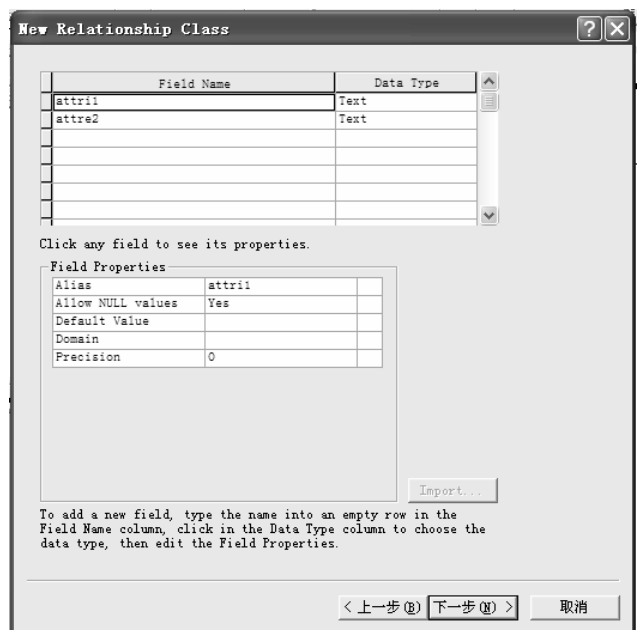 New Relationship Class
Field Name Data Type
attri1 Text
attre2 Text
Click any field to see its properties.
Field Properties
Alias attri1
Allow NULL values Yes
Default Value
Domain
Precision 0
Import...
To add a new field, type the name into an empty row in the
Field Name column, click in the Data Type column to choose the
data type, then edit the Field Properties.
< 上一步(B) 下一步(N) > 取消